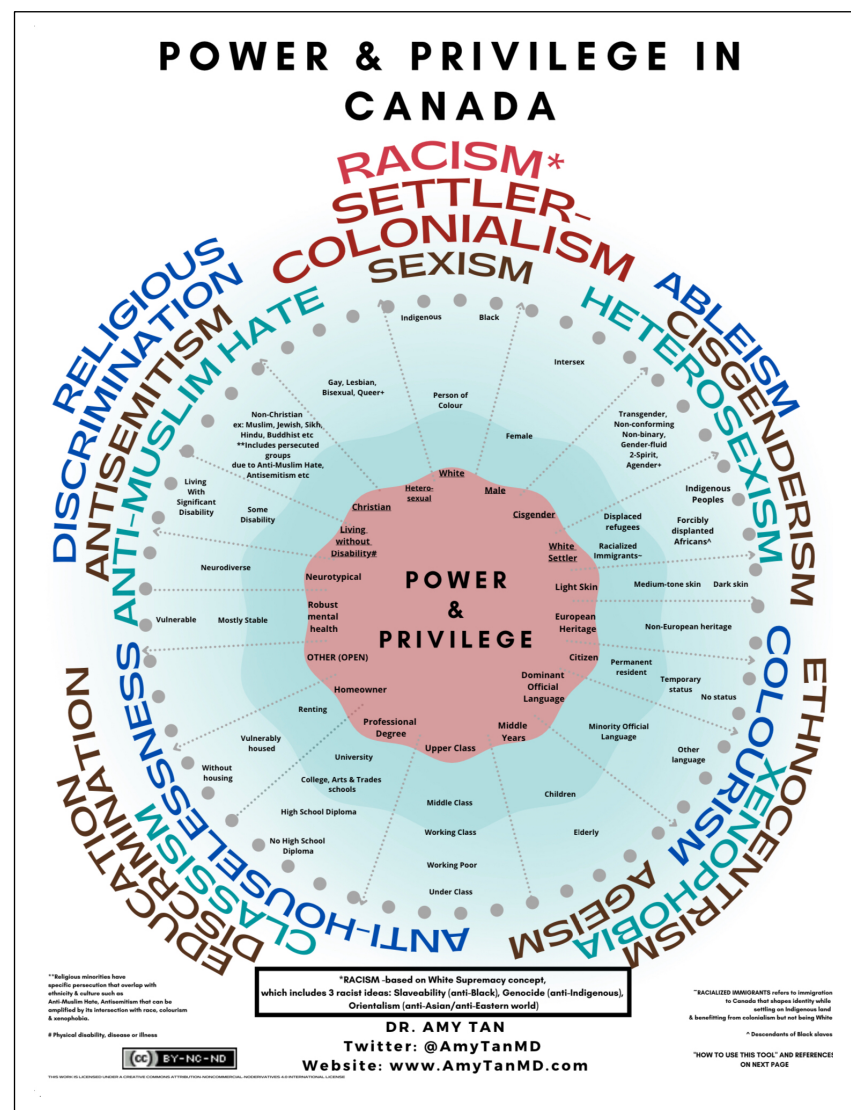 POWER & PRIVILEGE IN
CANADA
RACISM*
SETTLER-
COLONIALISM
SEXISM
RELIGIOUS
DISCRIMINATION
ANTISEMITISM
ANTI-MUSLIM HATE
ABLEISM
CISGENDERISM
HETEROSEXISM
Indigenous
Black
Intersex
Gay, Lesbian,
Bisexual, Queer+
Person of
Colour
Non-Christian
ex: Muslim, Jewish, Sikh,
Hindu, Buddhist etc
**Includes persecuted
groups
due to Anti-Muslim Hate,
Antisemitism etc
Female
Transgender,
Non-conforming
Non-binary,
Gender-fluid
2-Spirit,
Agender+
Living
With
Significant
Disability
Some
Disability
White
Hetero-
sexual
Male
Christian
Cisgender
Indigenous
Peoples
Displaced
refugees
Forcibly
displanted
Africans^
Living
without
Disability#
White
Settler
Racialized
Immigrants~
Neurodiverse
Neurotypical
POWER
&
PRIVILEGE
Light Skin
Medium-tone skin
Dark skin
Vulnerable
Mostly Stable
Robust
mental
health
European
Heritage
Non-European heritage
OTHER (OPEN)
Citizen
Permanent
resident
Temporary
status
No status
Homeowner
Dominant
Official
Language
Renting
Professional
Degree
Middle
Years
Minority Official
Language
Vulnerably
housed
Upper Class
Other
language
Without
housing
University
College, Arts & Trades
schools
Children
High School Diploma
Middle Class
Elderly
No High School
Diploma
Working Class
Working Poor
Under Class
EDUCATION
DISCRIMINATION
CLASSISM
ANTI-HOUSELESSNESS
AGEISM
COLOURISM
XENOPHOBIA
ETHNOCENTRISM
**Religious minorities have
specific persecution that overlap with
ethnicity & culture such as
Anti-Muslim Hate, Antisemitism that can be
amplified by its intersection with race, colourism
& xenophobia.
# Physical disability, disease or illness
*RACISM -based on White Supremacy concept,
which includes 3 racist ideas: Slaveability (anti-Black), Genocide (anti-Indigenous),
Orientalism (anti-Asian/anti-Eastern world)
~RACIALIZED IMMIGRANTS refers to immigration
to Canada that shapes identity while
settling on Indigenous land
& benefitting from colonialism but not being White
^ Descendants of Black slaves
DR. AMY TAN
Twitter: @AmyTanMD
Website: www.AmyTanMD.com
"HOW TO USE THIS TOOL" AND REFERENCES
ON NEXT PAGE
(cc) BY-NC-ND
THIS WORK IS LICENSED UNDER A CREATIVE COMMONS ATTRIBUTION-NONCOMMERCIAL-NODERIVATIVES 4.0 INTERNATIONAL LICENSE